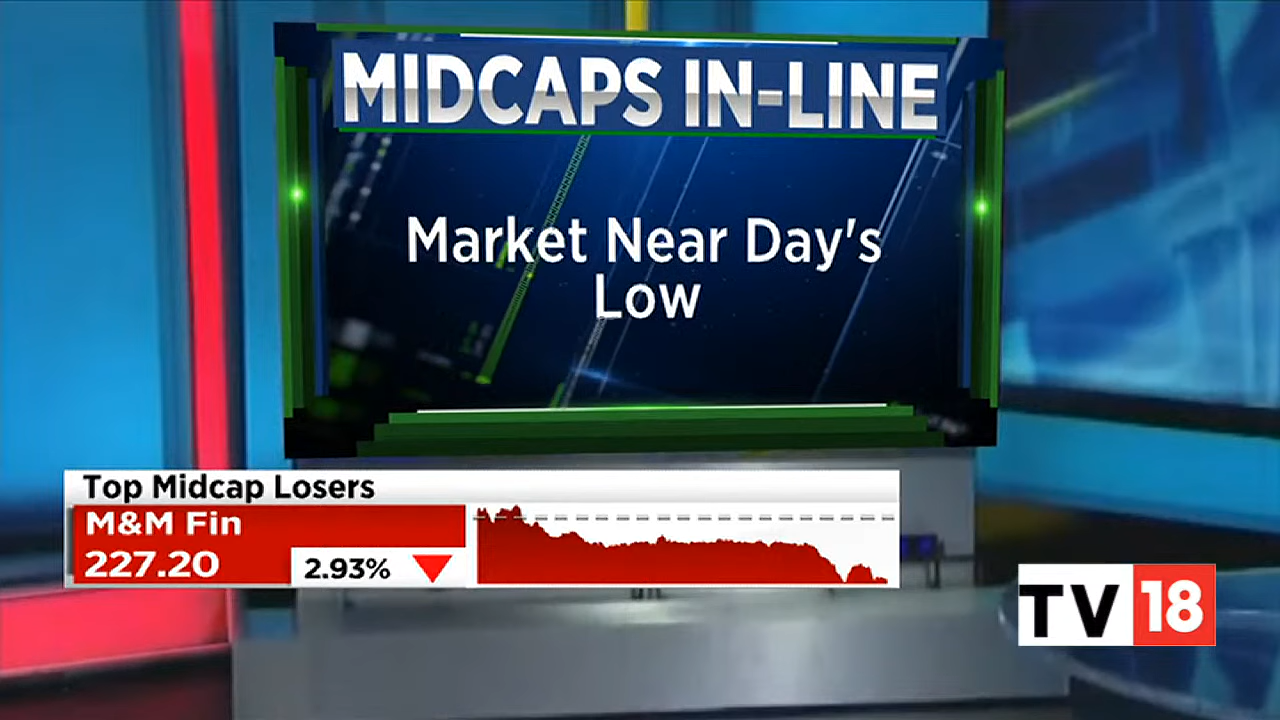 MIDCAPS IN-LINE
Market Near Day's
Low
Top Midcap Losers
M&M Fin
227.20
2.93%
TV18